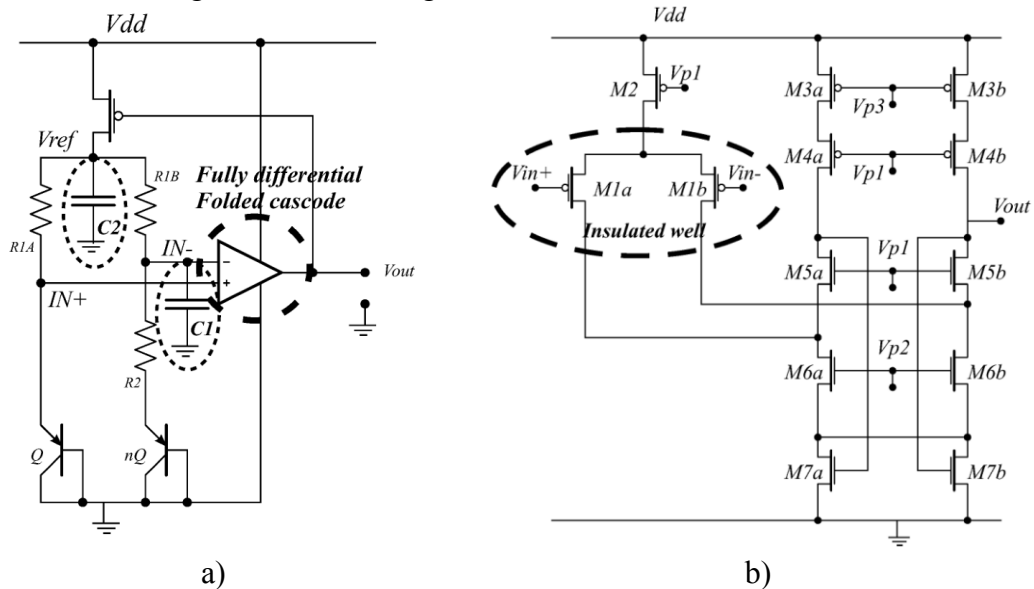 Vdd
Vref
R1A
R1B
C2
Fully differential
Folded cascode
IN-
IN+
−
+
C1
Vout
R2
Q
nQ
a)
Vdd
M2
Vp1
M3a
Vp3
M3b
M4a
Vp1
M4b
Vin+
M1a
M1b
Vin-
Insulated well
Vout
M5a
Vp1
M5b
Vp2
M6a
M6b
M7a
M7b
b)